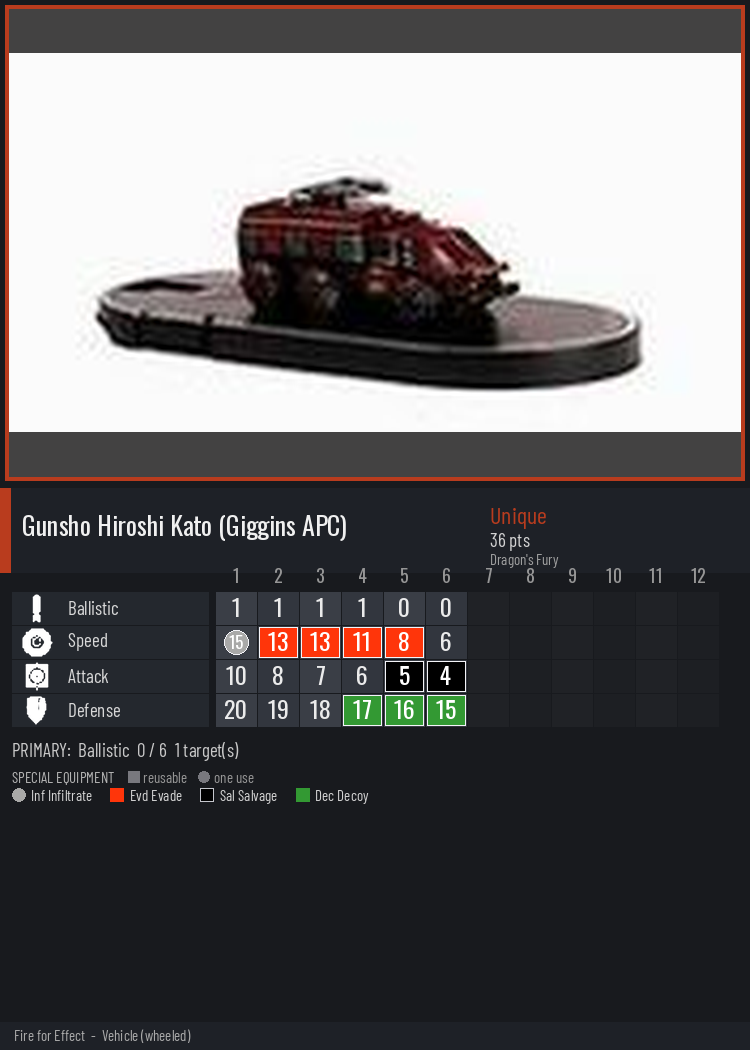 Gunsho Hiroshi Kato (Giggins APC)
Unique
36 pts
Dragon's Fury
1 2 3 4 5 6 7 8 9 10 11 12
Ballistic 1 1 1 1 0 0
Speed 15 13 13 11 8 6
Attack 10 8 7 6 5 4
Defense 20 19 18 17 16 15
PRIMARY: Ballistic 0 / 6 1 target(s)
SPECIAL EQUIPMENT reusable one use
Inf Infiltrate Evd Evade Sal Salvage Dec Decoy
Fire for Effect - Vehicle (wheeled)